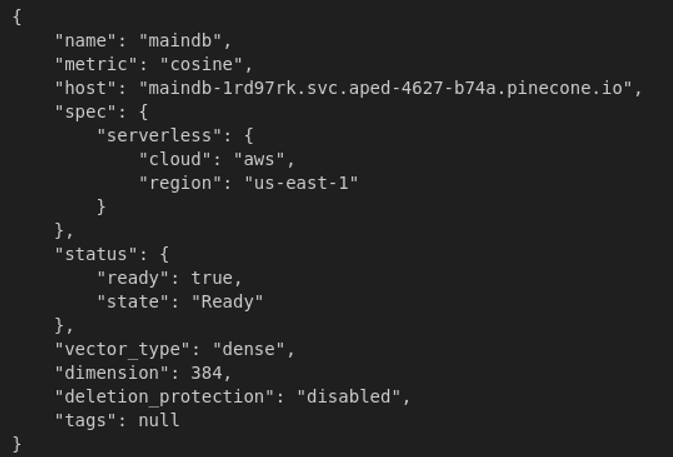 {
    "name": "maindb",
    "metric": "cosine",
    "host": "maindb-1rd97rk.svc.aped-4627-b74a.pinecone.io",
    "spec": {
        "serverless": {
            "cloud": "aws",
            "region": "us-east-1"
        }
    },
    "status": {
        "ready": true,
        "state": "Ready"
    },
    "vector_type": "dense",
    "dimension": 384,
    "deletion_protection": "disabled",
    "tags": null
}